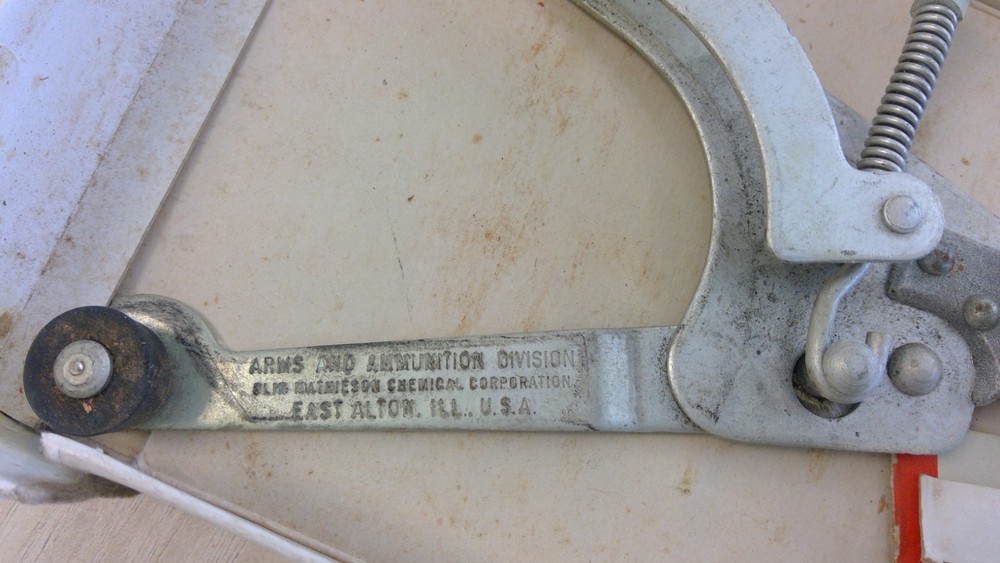 ARMS AND AMMUNITION DIVISION
OLIN MATHIESON CHEMICAL CORPORATION
EAST ALTON, ILL., U.S.A.